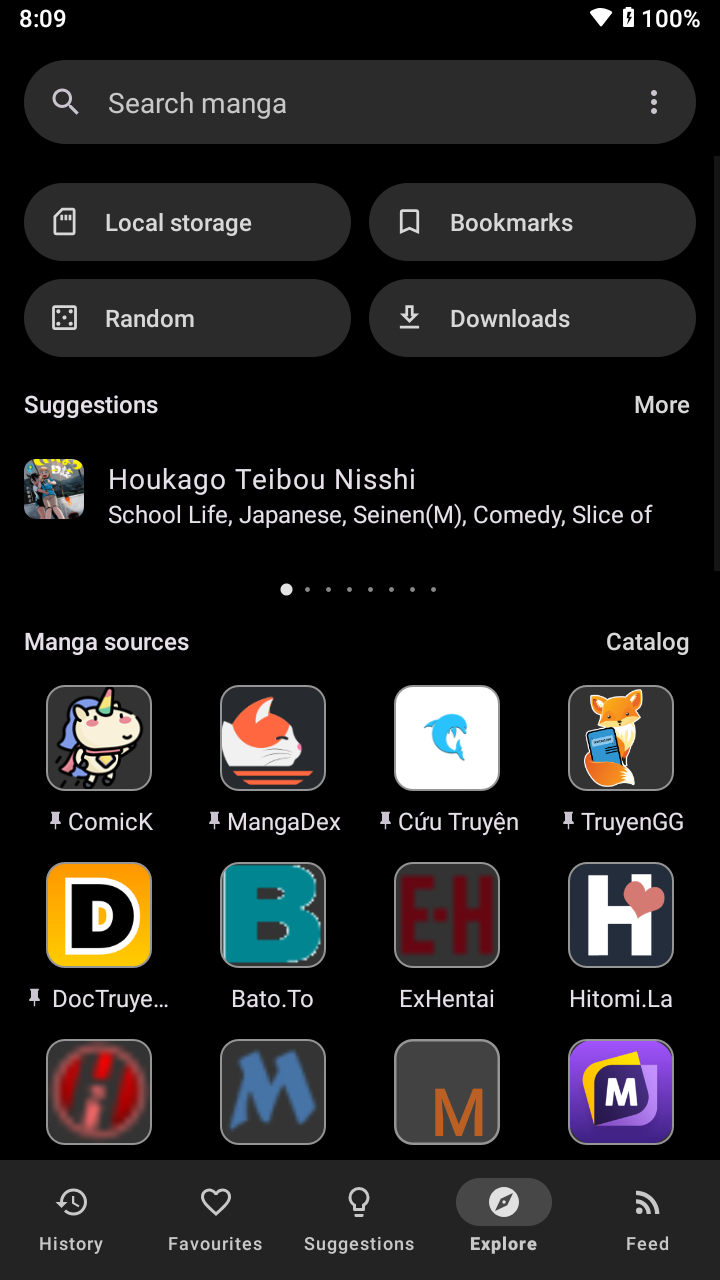 8:09
100%
Search manga
Local storage
Bookmarks
Random
Downloads
Suggestions
More
Houkago Teibou Nisshi
School Life, Japanese, Seinen(M), Comedy, Slice of
Manga sources
Catalog
ComicK
MangaDex
Cứu Truyện
TruyenGG
D
B
E-H
H
DocTruye...
Bato.To
ExHentai
Hitomi.La
M
M
M
History
Favourites
Suggestions
Explore
Feed